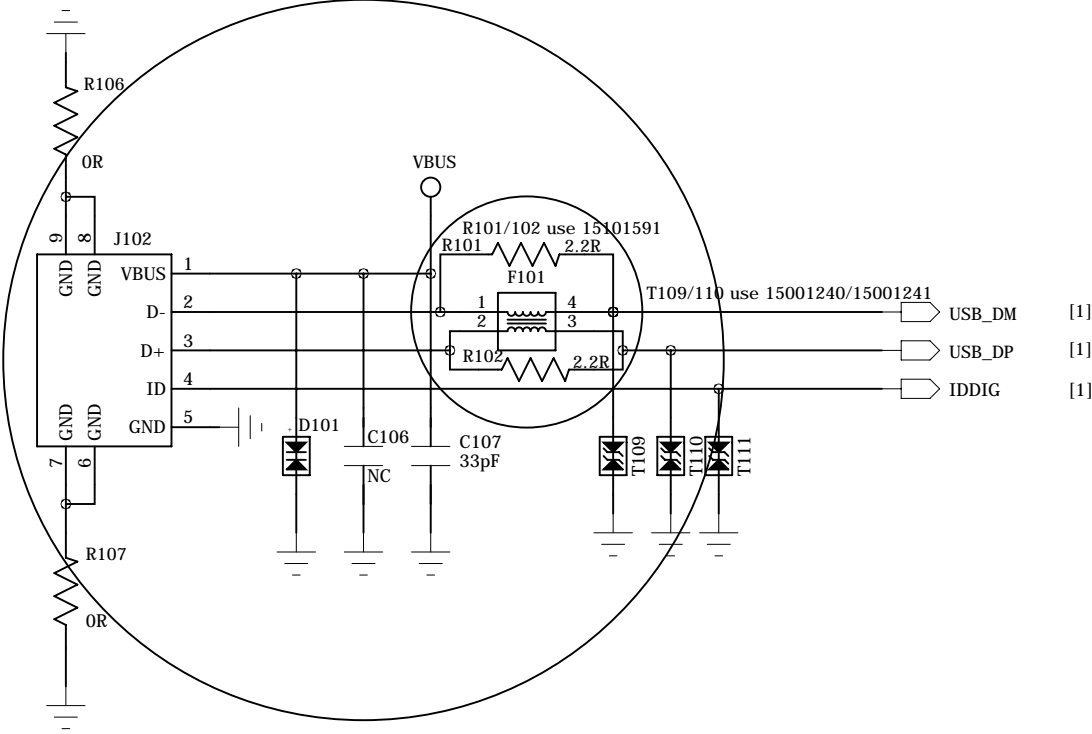 R106
0R
VBUS
R101/102 use 15101591
R101
2.2R
9
8
J102
F101
GND
GND
VBUS
1
T109/110 use 15001240/15001241
D-
2
1
4
USB_DM
[1]
2
3
D+
3
R102
2.2R
USB_DP
[1]
ID
4
IDDIG
[1]
GND
GND
GND
5
D101
C106
C107
33pF
NC
T109
T110
T111
7
6
R107
0R